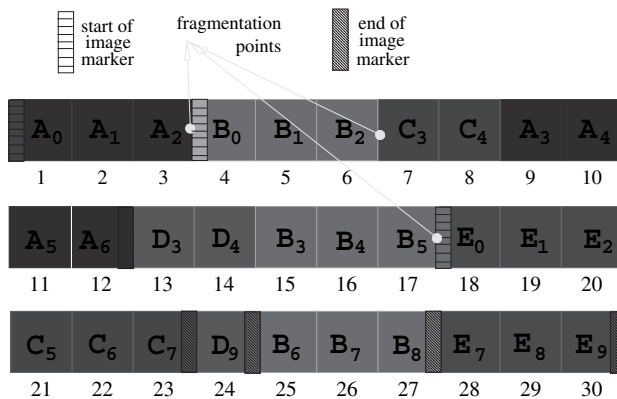 start of
image
marker
fragmentation
points
end of
image
marker
A0 A1 A2 B0 B1 B2 C3 C4 A3 A4
1 2 3 4 5 6 7 8 9 10
A5 A6 D3 D4 B3 B4 B5 E0 E1 E2
11 12 13 14 15 16 17 18 19 20
C5 C6 C7 D9 B6 B7 B8 E7 E8 E9
21 22 23 24 25 26 27 28 29 30